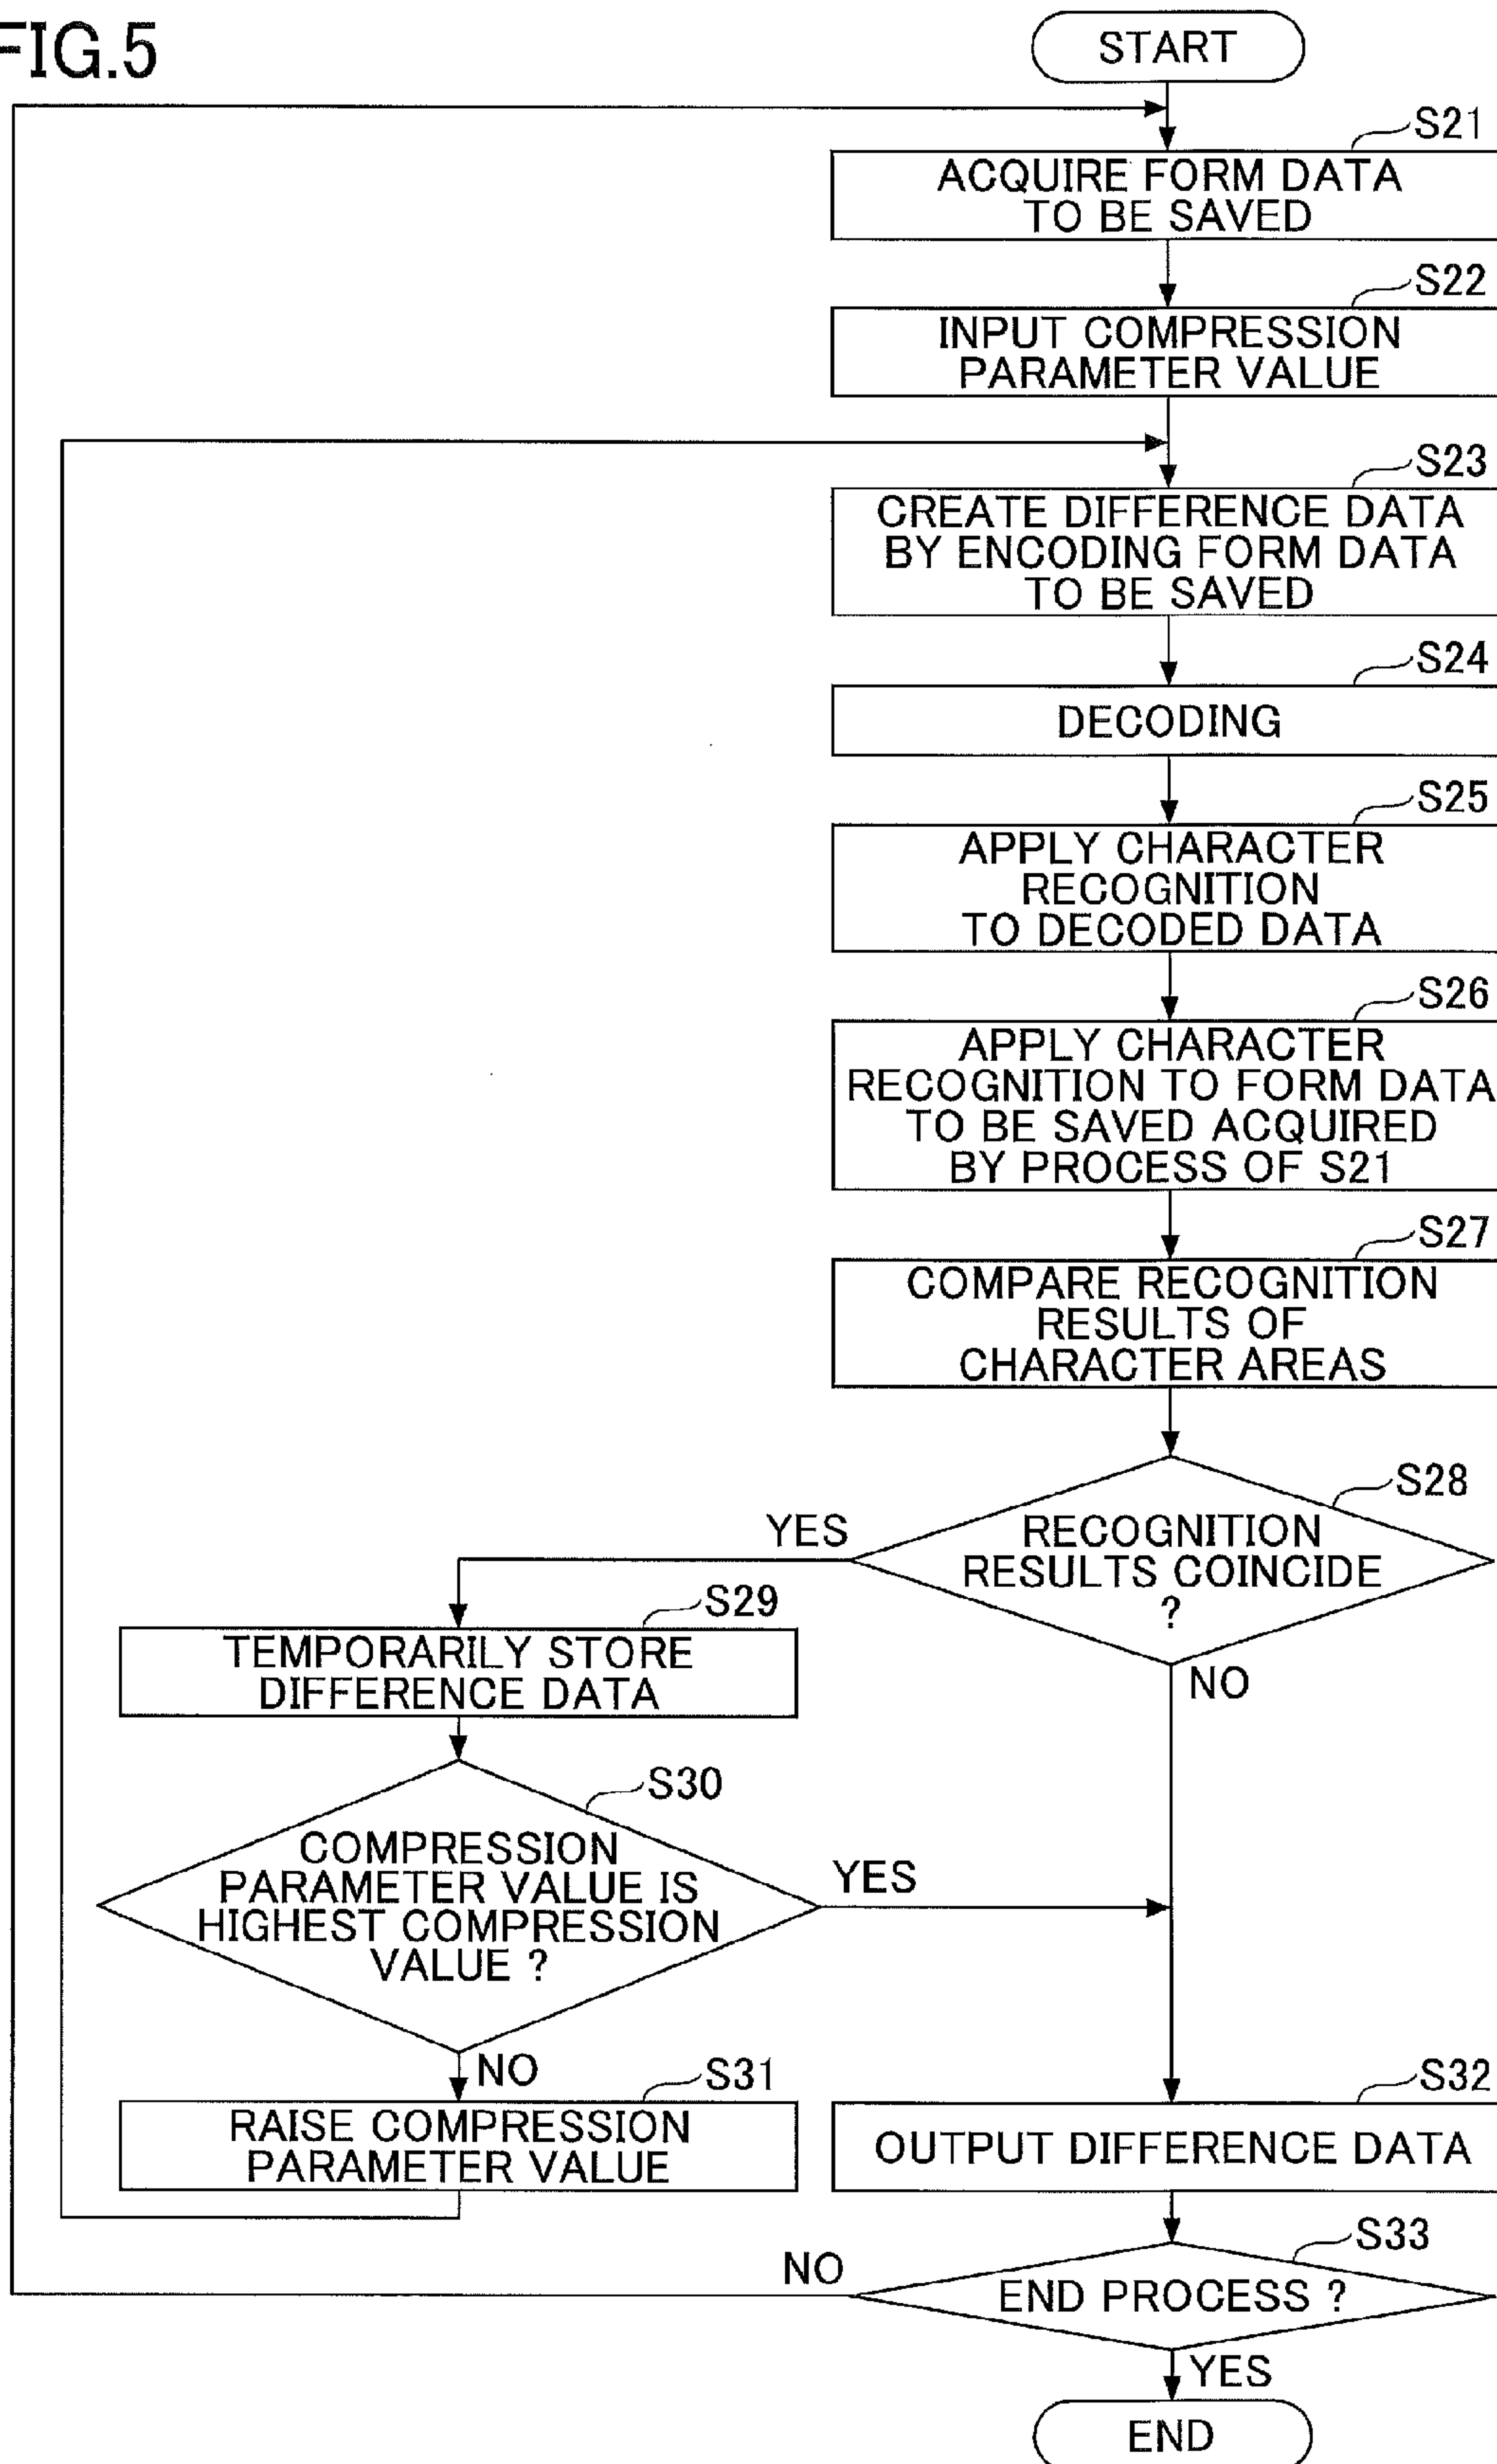 FIG.5
START
S21
ACQUIRE FORM DATA
TO BE SAVED
S22
INPUT COMPRESSION
PARAMETER VALUE
S23
CREATE DIFFERENCE DATA
BY ENCODING FORM DATA
TO BE SAVED
S24
DECODING
S25
APPLY CHARACTER
RECOGNITION
TO DECODED DATA
S26
APPLY CHARACTER
RECOGNITION TO FORM DATA
TO BE SAVED ACQUIRED
BY PROCESS OF S21
S27
COMPARE RECOGNITION
RESULTS OF
CHARACTER AREAS
S28
RECOGNITION
RESULTS COINCIDE
?
YES
NO
S29
TEMPORARILY STORE
DIFFERENCE DATA
S30
COMPRESSION
PARAMETER VALUE IS
HIGHEST COMPRESSION
VALUE ?
YES
NO
S31
RAISE COMPRESSION
PARAMETER VALUE
S32
OUTPUT DIFFERENCE DATA
S33
END PROCESS ?
NO
YES
END